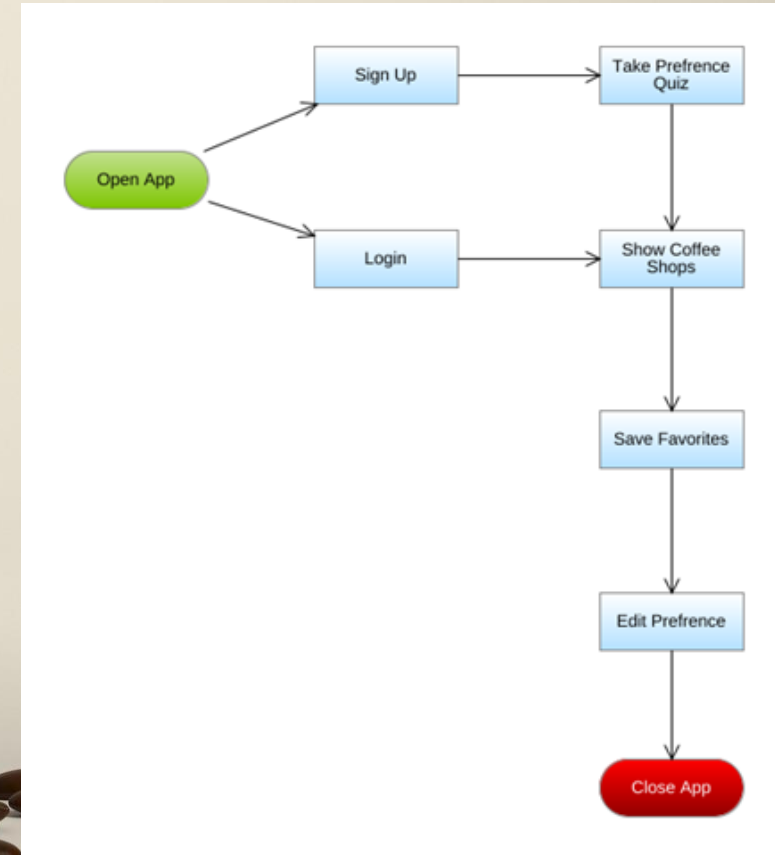 Sign Up
Take Prefrence
Quiz
Open App
Login
Show Coffee
Shops
Save Favorites
Edit Prefrence
Close App